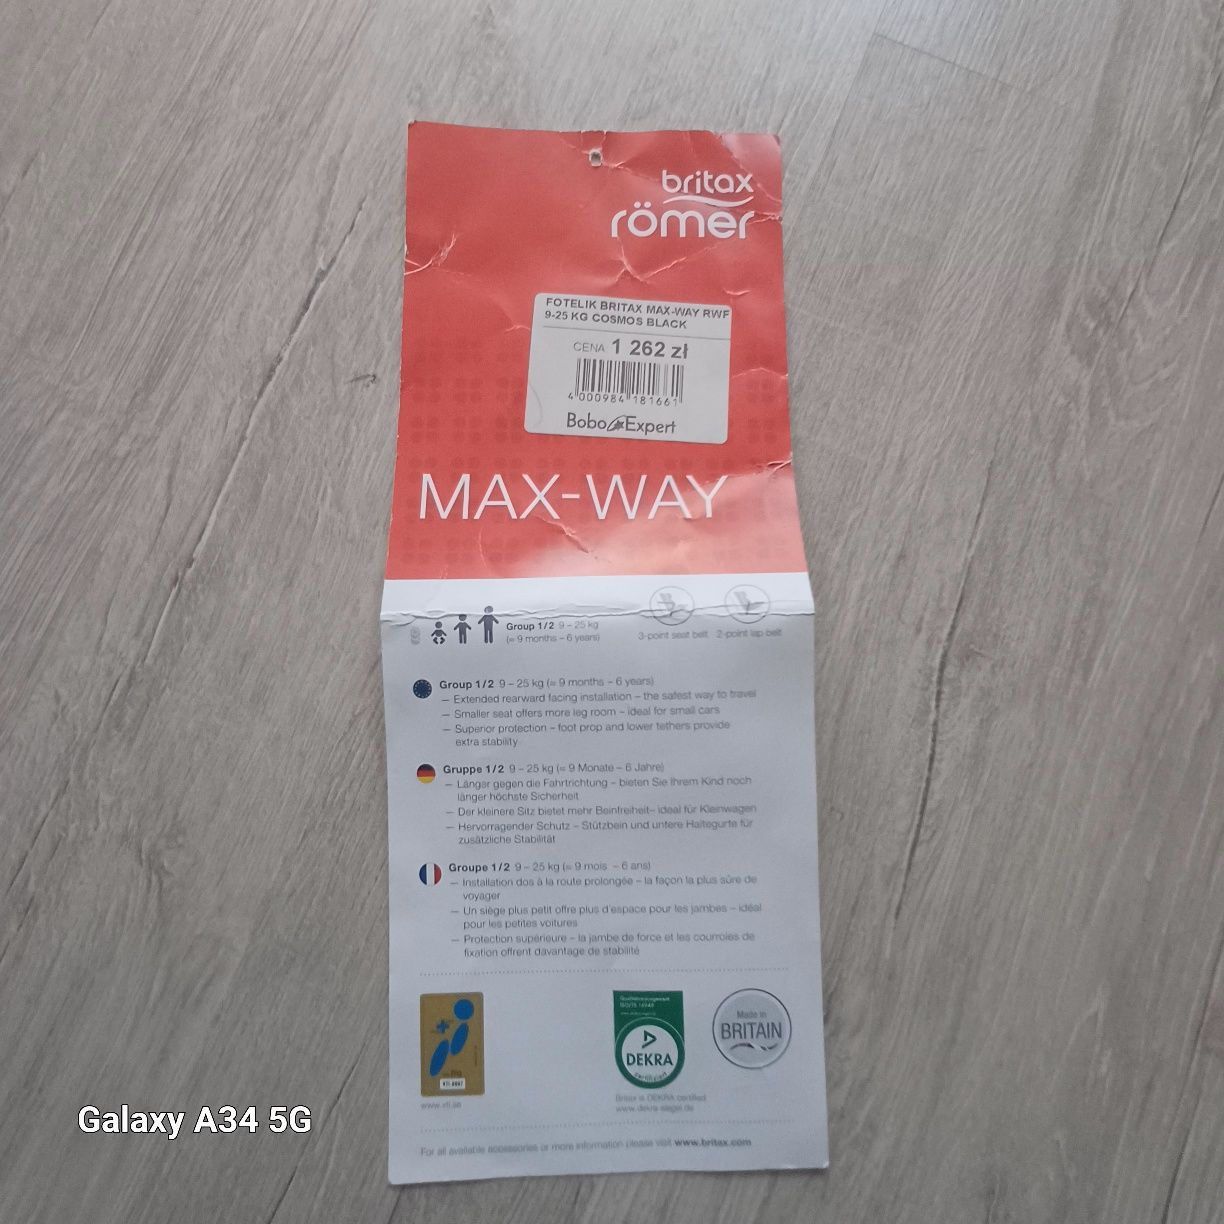 britax
römer
FOTELIK BRITAX MAX-WAY RWF
9-25 KG COSMOS BLACK
CENA 1 262 zł
4 000984 181661
Bobo Expert
MAX-WAY
Group 1/2 9 – 25 kg
(≈ 9 months – 6 years)
3-point seat belt 2-point lap belt
Group 1/2 9 – 25 kg (≈ 9 months – 6 years)
– Extended rearward facing installation – the safest way to travel
– Smaller seat offers more leg room – ideal for small cars
– Superior protection – foot prop and lower tethers provide
extra stability
Gruppe 1/2 9 – 25 kg (≈ 9 Monate – 6 Jahre)
– Länger gegen die Fahrtrichtung – bieten Sie Ihrem Kind noch
länger höchste Sicherheit
– Der kleinere Sitz bietet mehr Beinfreiheit– ideal für Kleinwagen
– Hervorragender Schutz – Stützbein und untere Haltegurte für
zusätzliche Stabilität
Groupe 1/2 9 – 25 kg (≈ 9 mois – 6 ans)
– Installation dos à la route prolongée – la façon la plus sûre de
voyager
– Un siège plus petit offre plus d'espace pour les jambes – idéal
pour les petites voitures
– Protection supérieure – la jambe de force et les courroies de
fixation offrent davantage de stabilité
DEKRA
certified
Made in
BRITAIN
www.vti.se
Britax is DEKRA certified
www.dekra-siegel.de
For all available accessories or more information please visit www.britax.com
Galaxy A34 5G